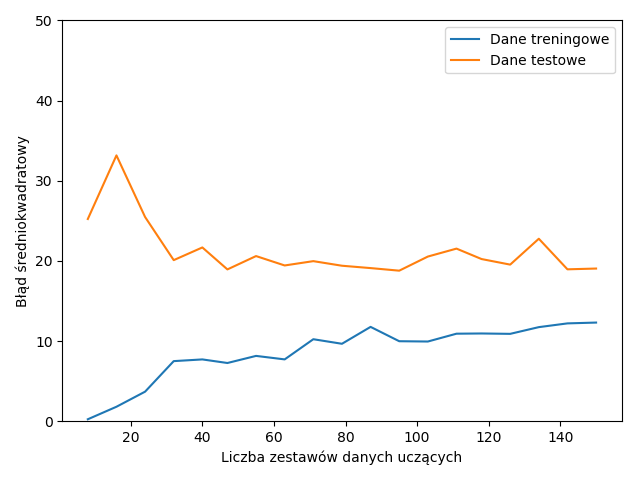 50
40
30
20
10
0
Błąd średniokwadratowy
Dane treningowe
Dane testowe
20 40 60 80 100 120 140
Liczba zestawów danych uczących